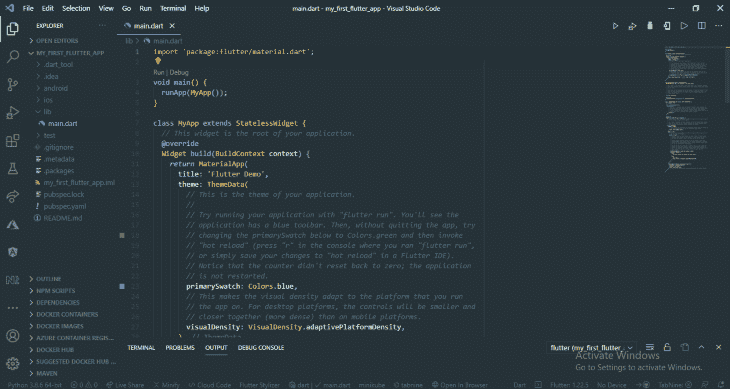 File Edit Selection View Go Run Terminal Help
main.dart - my_first_flutter_app - Visual Studio Code
EXPLORER
OPEN EDITORS
MY_FIRST_FLUTTER_APP
.dart_tool
.idea
android
ios
lib
main.dart
test
.gitignore
.metadata
.packages
my_first_flutter_app.iml
pubspec.lock
pubspec.yaml
README.md
OUTLINE
NPM SCRIPTS
DEPENDENCIES
DOCKER CONTAINERS
DOCKER IMAGES
AZURE CONTAINER REGIS...
DOCKER HUB
SUGGESTED DOCKER HUB ...
MAVEN
main.dart
lib > main.dart
import 'package:flutter/material.dart';
Run | Debug
void main() {
runApp(MyApp());
}
class MyApp extends StatelessWidget {
// This widget is the root of your application.
@override
Widget build(BuildContext context) {
return MaterialApp(
title: 'Flutter Demo',
theme: ThemeData(
// This is the theme of your application.
//
// Try running your application with "flutter run". You'll see the
// application has a blue toolbar. Then, without quitting the app, try
// changing the primarySwatch below to Colors.green and then invoke
// "hot reload" (press "r" in the console where you ran "flutter run",
// or simply save your changes to "hot reload" in a Flutter IDE).
// Notice that the counter didn't reset back to zero; the application
// is not restarted.
primarySwatch: Colors.blue,
// This makes the visual density adapt to the platform that you run
// the app on. For desktop platforms, the controls will be smaller and
// closer together (more dense) than on mobile platforms.
visualDensity: VisualDensity.adaptivePlatformDensity,
), // ThemeData
TERMINAL PROBLEMS OUTPUT DEBUG CONSOLE
flutter (my_first_flutter_
Activate Windows
Go to Settings to activate Windows.
Python 3.8.6 64-bit 0 0 Live Share Minify Cloud Code Flutter Styliser dart main.dart minikube tabnine Open In Browser Dart Flutter: 1.22.5 No Device